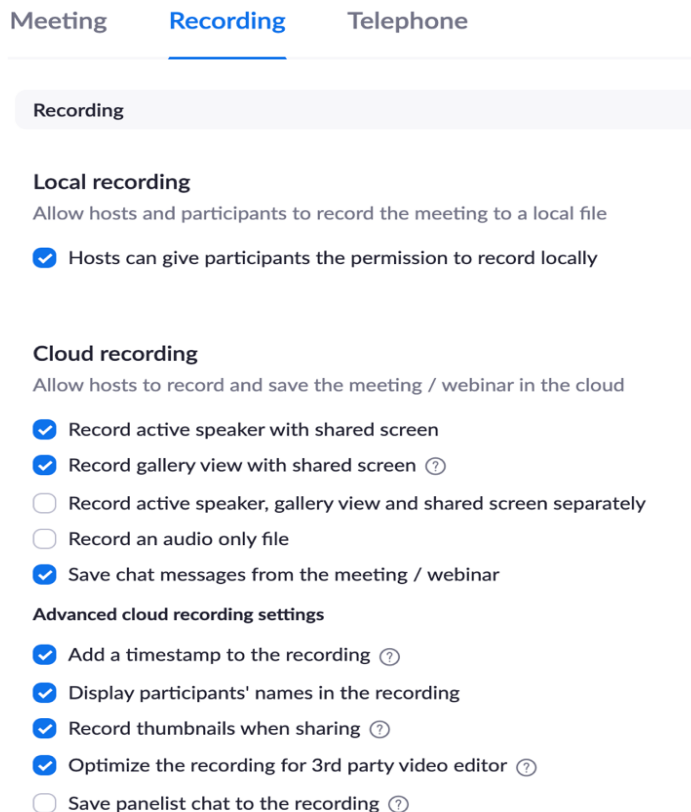 Meeting Recording Telephone
Recording
Local recording
Allow hosts and participants to record the meeting to a local file
Hosts can give participants the permission to record locally
Cloud recording
Allow hosts to record and save the meeting / webinar in the cloud
Record active speaker with shared screen
Record gallery view with shared screen ?
Record active speaker, gallery view and shared screen separately
Record an audio only file
Save chat messages from the meeting / webinar
Advanced cloud recording settings
Add a timestamp to the recording ?
Display participants' names in the recording
Record thumbnails when sharing ?
Optimize the recording for 3rd party video editor ?
Save panelist chat to the recording ?